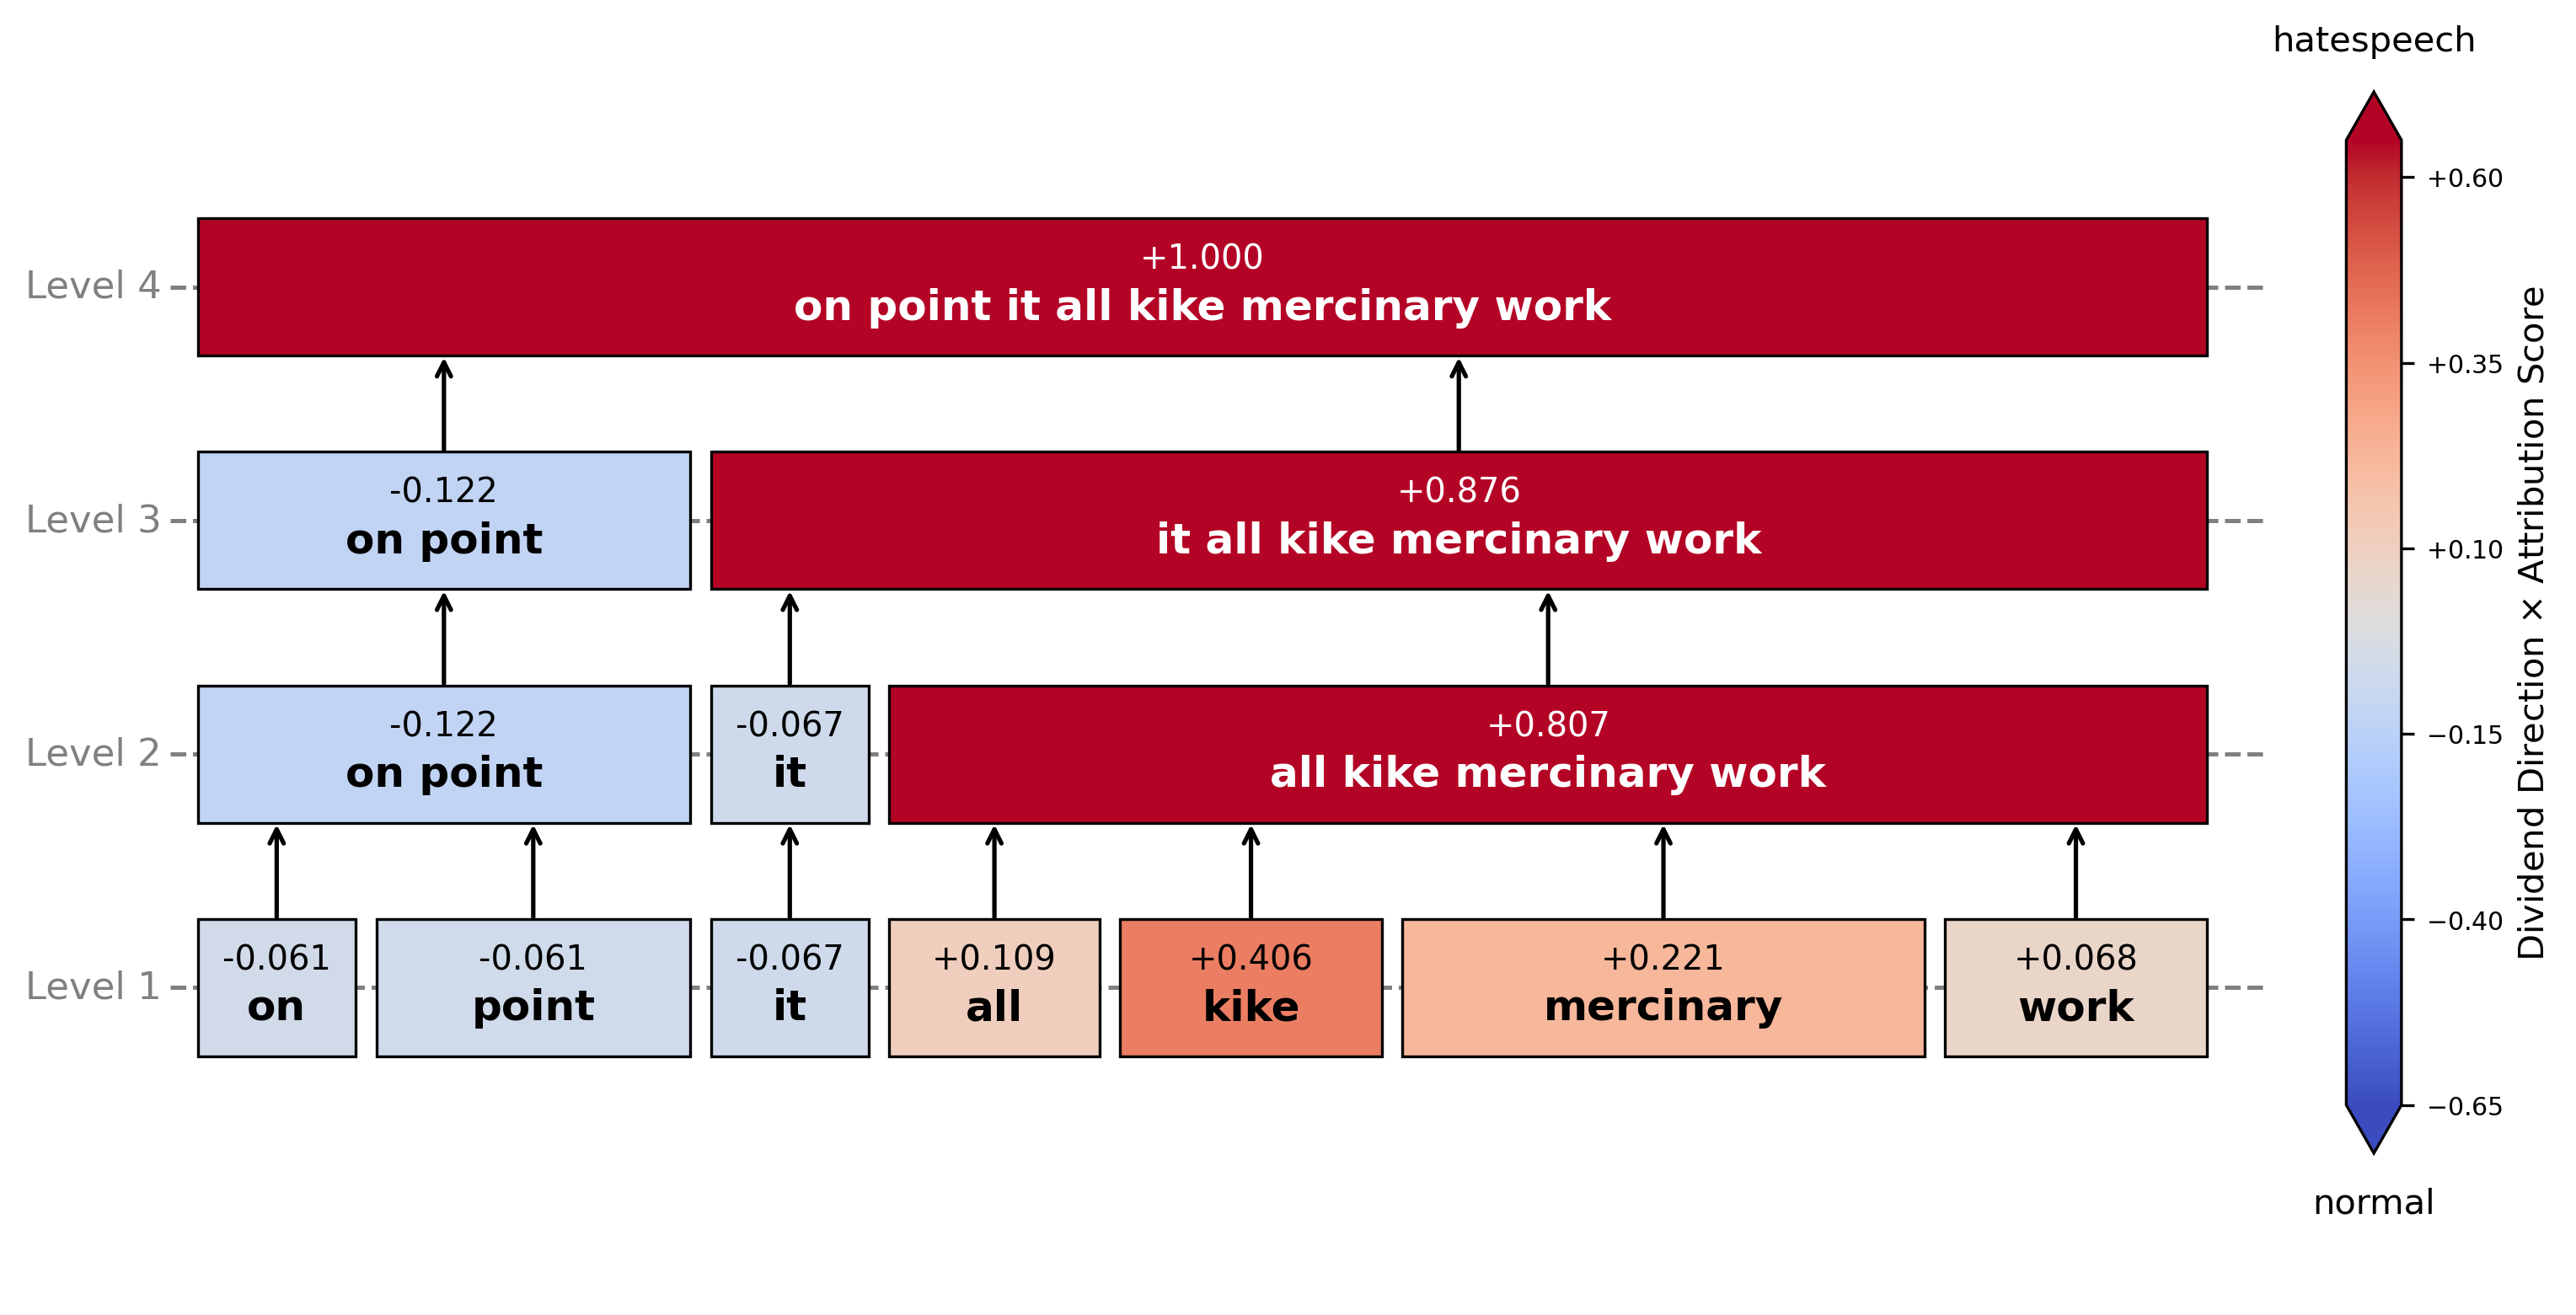 hatespeech
Level 4
+1.000
on point it all kike mercinary work
Level 3
-0.122
on point
+0.876
it all kike mercinary work
Level 2
-0.122
on point
-0.067
it
+0.807
all kike mercinary work
Level 1
-0.061
on
-0.061
point
-0.067
it
+0.109
all
+0.406
kike
+0.221
mercinary
+0.068
work
+0.60
+0.35
+0.10
−0.15
−0.40
−0.65
Dividend Direction × Attribution Score
normal